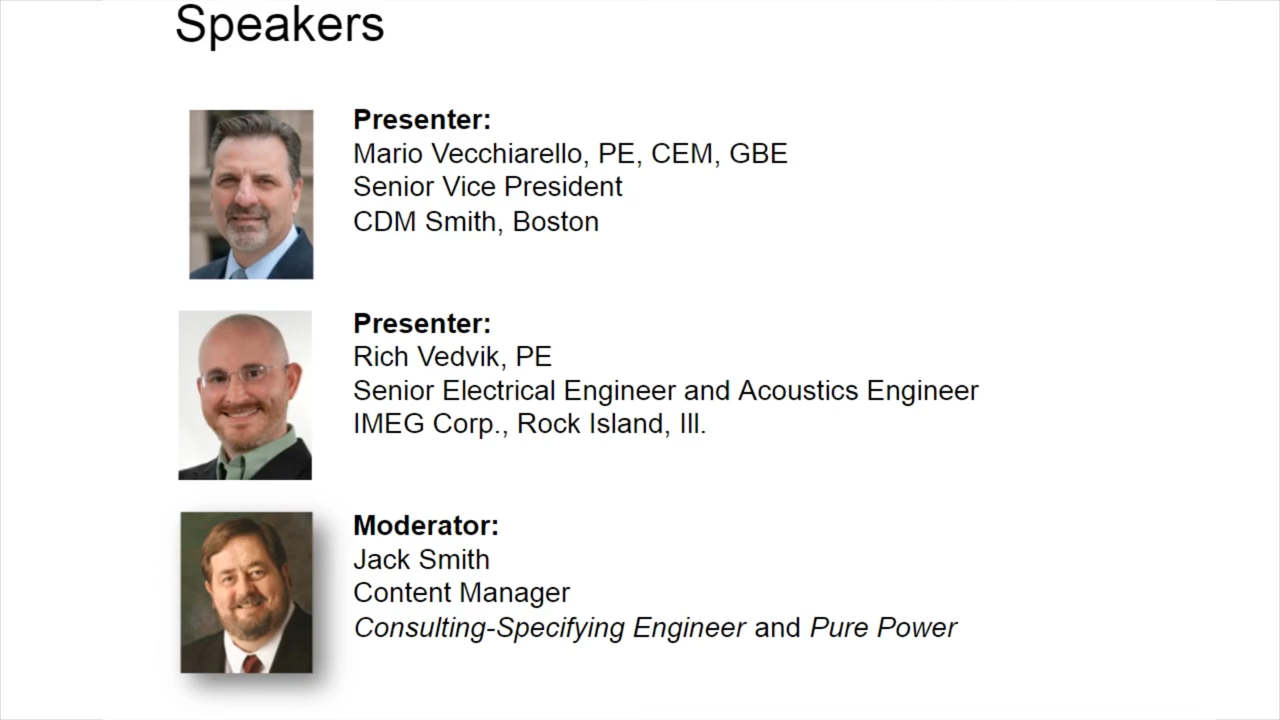 Speakers
Presenter:
Mario Vecchiarello, PE, CEM, GBE
Senior Vice President
CDM Smith, Boston
Presenter:
Rich Vedvik, PE
Senior Electrical Engineer and Acoustics Engineer
IMEG Corp., Rock Island, Ill.
Moderator:
Jack Smith
Content Manager
Consulting-Specifying Engineer and Pure Power